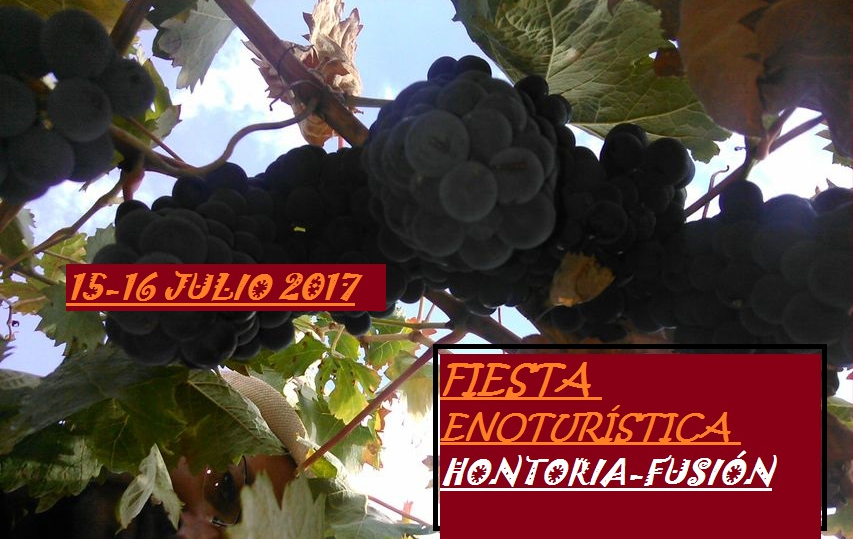 15-16 JULIO 2017
FIESTA
ENOTURÍSTICA
HONTORIA-FUSIÓN